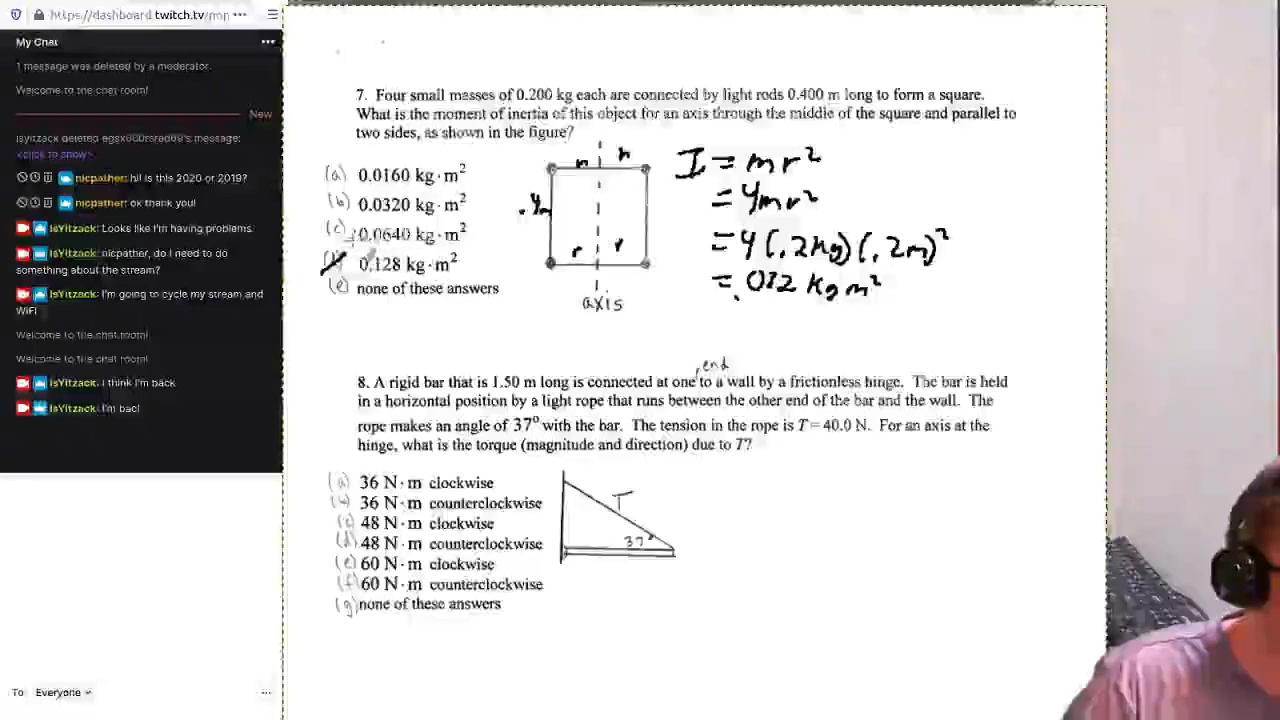 https://dashboard.twitch.tv/pop ···
My Chat
1 message was deleted by a moderator.
Welcome to the chat room!
New
isyitzack deleted message:
<click to show>
nicpather: hi! is this 2020 or 2019?
nicpather: ok thank you!
IsYitzack: Looks like I'm having problems.
IsYitzack: nicpather, do I need to
do something about the stream?
IsYitzack: I'm going to cycle my stream and
WiFi
Welcome to the chat room!
Welcome to the chat room!
IsYitzack: I think I'm back
IsYitzack: I'm back!
To Everyone
7. Four small masses of 0.200 kg each are connected by light rods 0.400 m long to form a square.
What is the moment of inertia of this object for an axis through the middle of the square and parallel to
two sides, as shown in the figure?
(a) 0.0160 kg·m²
(b) 0.0320 kg·m²
(c) 0.0640 kg·m²
0.128 kg·m²
(e) none of these answers
.4m
r r
axis
I = mr²
= 4mr²
= 4(.2kg)(.2m)²
= .032 kgm²
end
8. A rigid bar that is 1.50 m long is connected at one to a wall by a frictionless hinge. The bar is held
in a horizontal position by a light rope that runs between the other end of the bar and the wall. The
rope makes an angle of 37° with the bar. The tension in the rope is T = 40.0 N. For an axis at the
hinge, what is the torque (magnitude and direction) due to T?
(a) 36 N·m clockwise
(b) 36 N·m counterclockwise
(c) 48 N·m clockwise
(d) 48 N·m counterclockwise
(e) 60 N·m clockwise
(f) 60 N·m counterclockwise
(g) none of these answers
T
37°